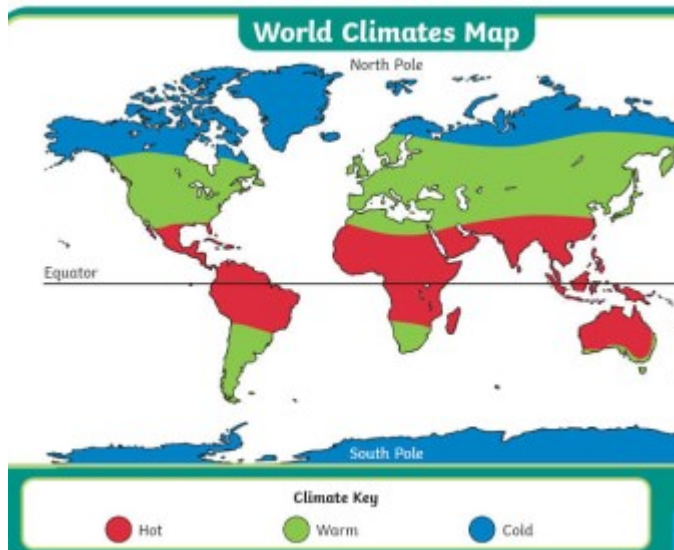 World Climates Map
North Pole
Equator
South Pole
Climate Key
Hot
Warm
Cold